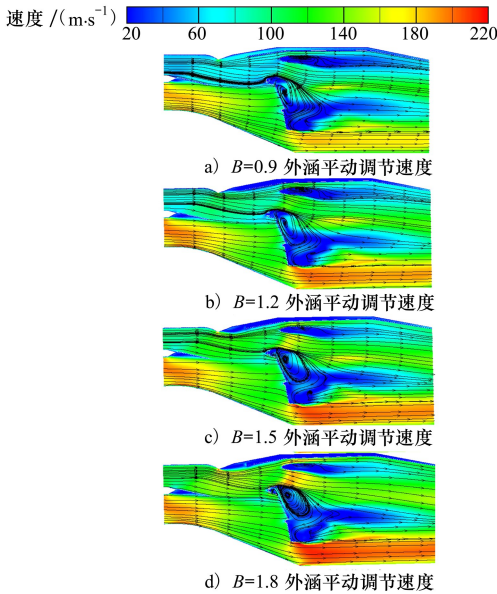 速度 /(m·s⁻¹)
20 60 100 140 180 220
a) B=0.9 外涵平动调节速度
b) B=1.2 外涵平动调节速度
c) B=1.5 外涵平动调节速度
d) B=1.8 外涵平动调节速度